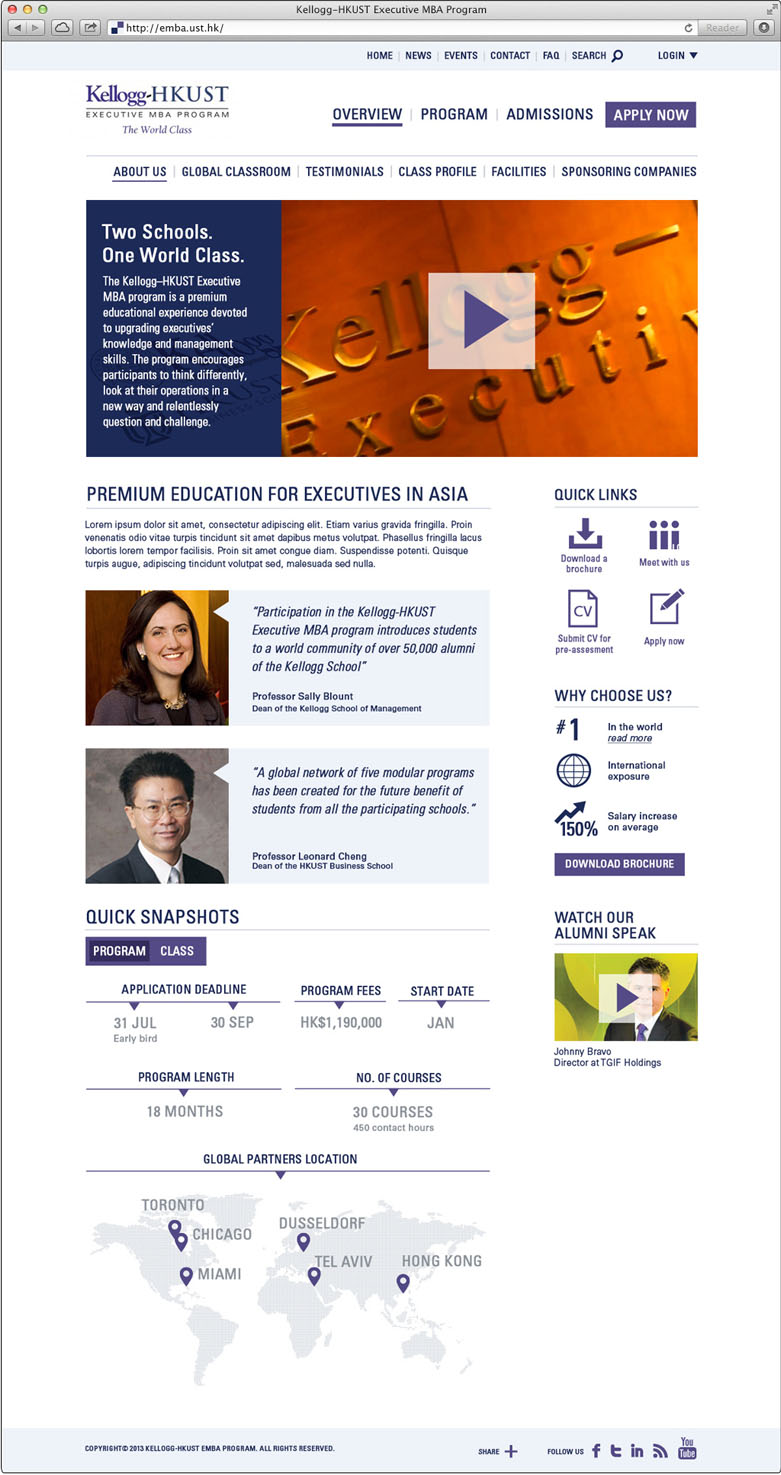 Kellogg–HKUST Executive MBA Program
http://emba.ust.hk/
Reader
HOME | NEWS | EVENTS | CONTACT | FAQ | SEARCH
LOGIN
Kellogg-HKUST
EXECUTIVE MBA PROGRAM
The World Class
OVERVIEW | PROGRAM | ADMISSIONS
APPLY NOW
ABOUT US | GLOBAL CLASSROOM | TESTIMONIALS | CLASS PROFILE | FACILITIES | SPONSORING COMPANIES
Two Schools.
One World Class.
The Kellogg–HKUST Executive
MBA program is a premium
educational experience devoted
to upgrading executives’
knowledge and management
skills. The program encourages
participants to think differently,
look at their operations in a
new way and relentlessly
question and challenge.
Kellogg–
Executiv
Ex
PREMIUM EDUCATION FOR EXECUTIVES IN ASIA
Lorem ipsum dolor sit amet, consectetur adipiscing elit. Etiam varius gravida fringilla. Proin
venenatis odio vitae turpis tincidunt sit amet dapibus metus volutpat. Phasellus fringilla lacus
lobortis lorem tempor facilisis. Proin sit amet congue diam. Suspendisse potenti. Quisque
turpis augue, adipiscing tincidunt volutpat sed, malesuada sed nulla.
“Participation in the Kellogg-HKUST
Executive MBA program introduces students
to a world community of over 50,000 alumni
of the Kellogg School”
Professor Sally Blount
Dean of the Kellogg School of Management
“A global network of five modular programs
has been created for the future benefit of
students from all the participating schools.”
Professor Leonard Cheng
Dean of the HKUST Business School
QUICK SNAPSHOTS
PROGRAM CLASS
APPLICATION DEADLINE
31 JUL
Early bird
30 SEP
PROGRAM FEES
HK$1,190,000
START DATE
JAN
PROGRAM LENGTH
18 MONTHS
NO. OF COURSES
30 COURSES
450 contact hours
GLOBAL PARTNERS LOCATION
TORONTO
CHICAGO
MIAMI
DUSSELDORF
TEL AVIV
HONG KONG
QUICK LINKS
Download a
brochure
Meet with us
CV
Submit CV for
pre-assesment
Apply now
WHY CHOOSE US?
#1
In the world
read more
International
exposure
150%
Salary increase
on average
DOWNLOAD BROCHURE
WATCH OUR
ALUMNI SPEAK
Johnny Bravo
Director at TGIF Holdings
COPYRIGHT© 2013 KELLOGG-HKUST EMBA PROGRAM. ALL RIGHTS RESERVED.
SHARE
FOLLOW US
You
Tube